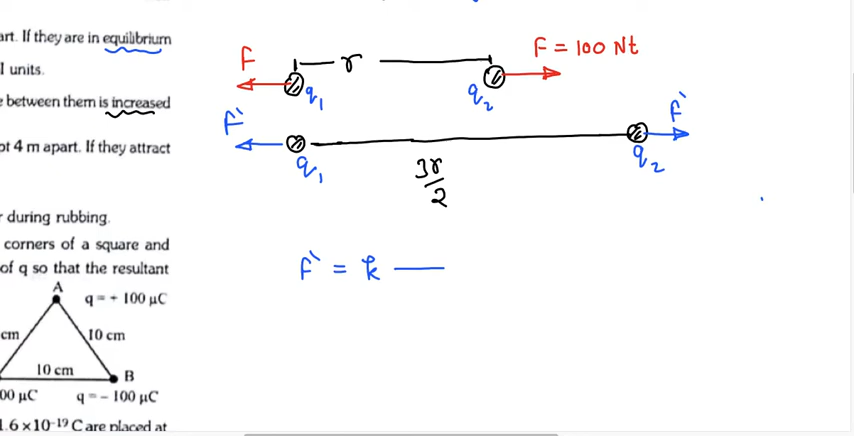 art. If they are in equilibrium
units.
between them is increased
4 m apart. If they attract
during rubbing.
corners of a square and
of q so that the resultant
A
q = + 100 μC
cm
10 cm
10 cm
B
00 μC
q = - 100 μC
1.6 × 10⁻¹⁹ C are placed at
F
r
F = 100 Nt
q₁
q₂
F`
F`
q₁
q₂
3r/2
F` = k —